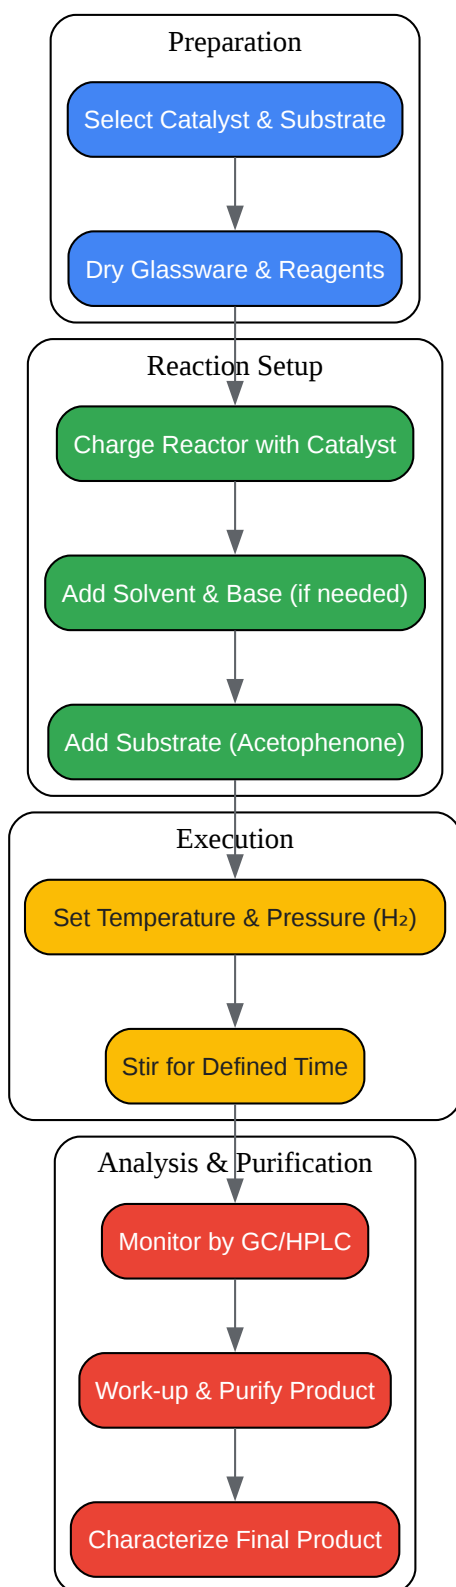 Preparation
Select Catalyst & Substrate
Dry Glassware & Reagents
Reaction Setup
Charge Reactor with Catalyst
Add Solvent & Base (if needed)
Add Substrate (Acetophenone)
Execution
Set Temperature & Pressure (H₂)
Stir for Defined Time
Analysis & Purification
Monitor by GC/HPLC
Work-up & Purify Product
Characterize Final Product